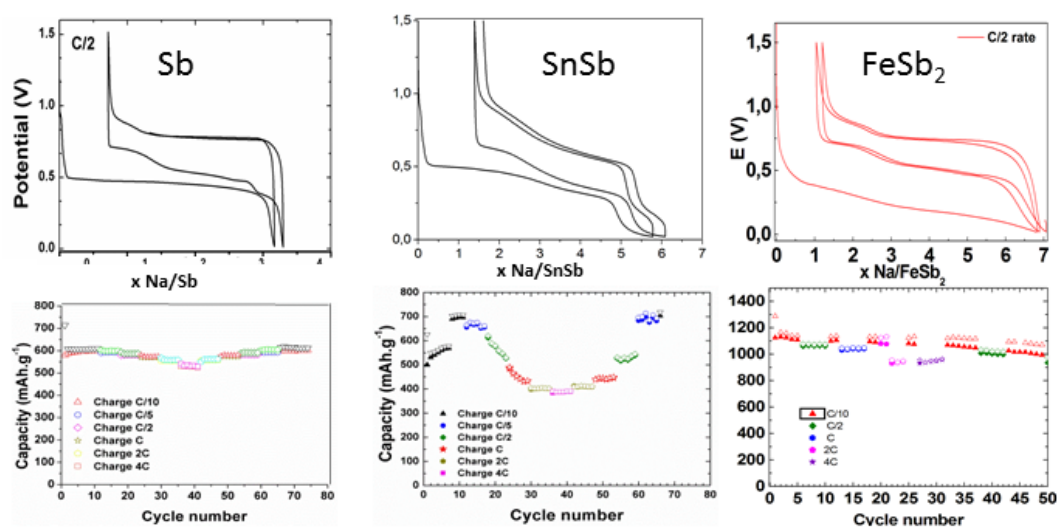 C/2
Sb
1.5
1.0
0.5
0.0
Potential (V)
0
1
2
3
4
x Na/Sb
SnSb
1,5
1,0
0,5
0,0
0
1
2
3
4
5
6
7
x Na/SnSb
C/2 rate
FeSb₂
1,5
1,0
0,5
0,0
E (V)
0
1
2
3
4
5
6
7
x Na/FeSb₂
800
700
600
500
400
300
200
100
0
Capacity (mAh.g⁻¹)
Charge C/10
Charge C/5
Charge C/2
Charge C
Charge 2C
Charge 4C
0
10
20
30
40
50
60
70
80
Cycle number
800
700
600
500
400
300
200
100
0
Capacity (mAh.g⁻¹)
Charge C/10
Charge C/5
Charge C/2
Charge C
Charge 2C
Charge 4C
0
20
40
60
80
Cycle number
1400
1200
1000
800
600
400
200
0
C/10
C/2
C
2C
4C
0
5
10
15
20
25
30
35
40
45
50
Cycle number